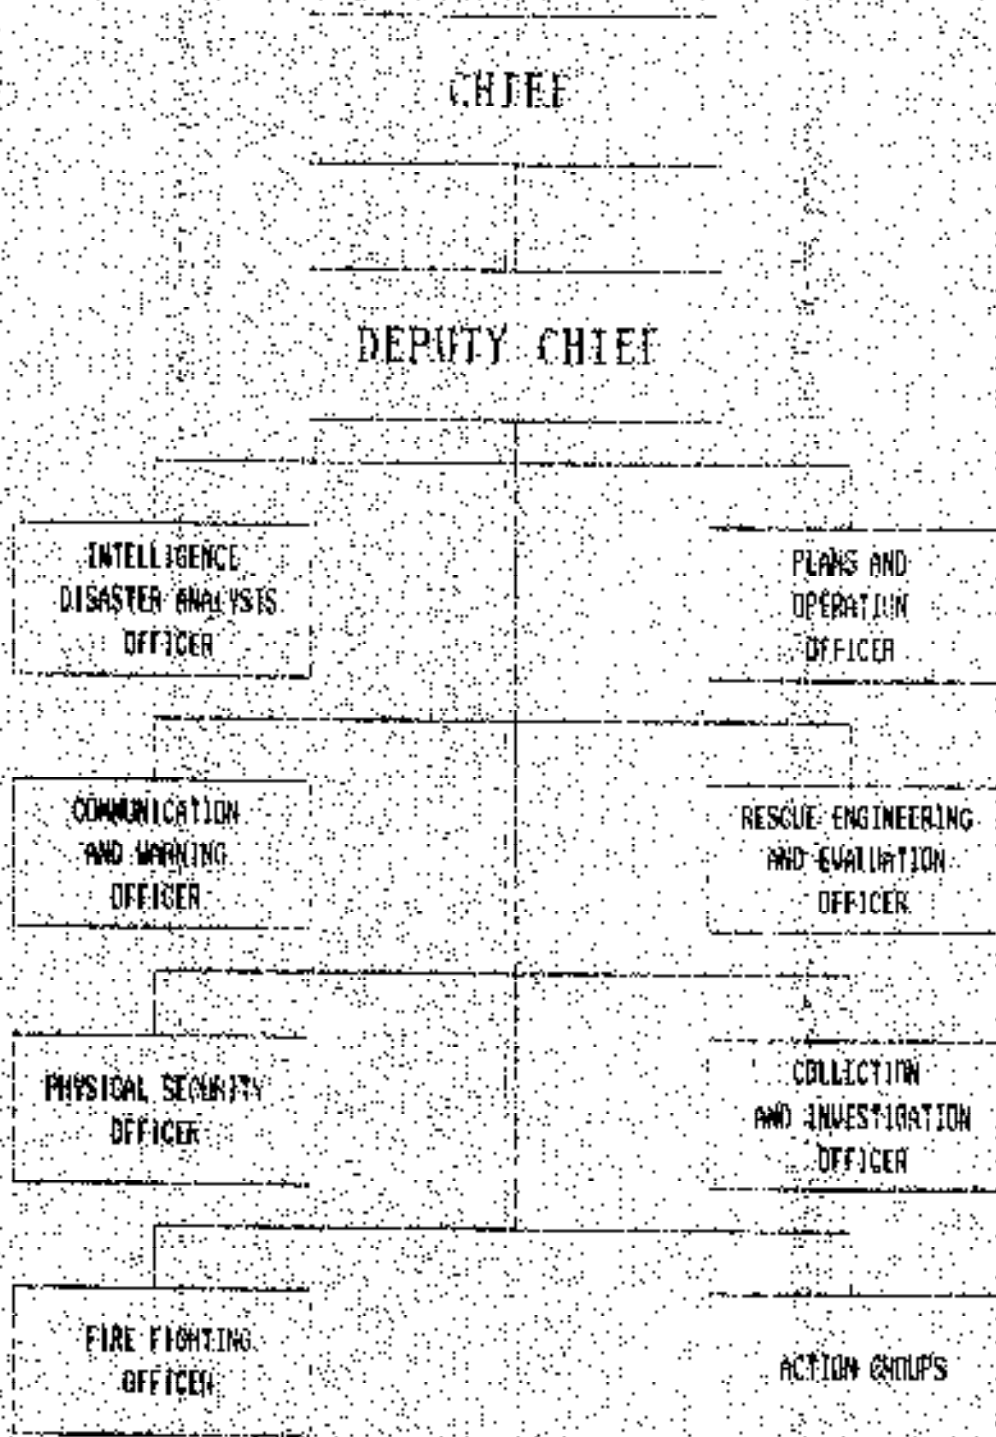 CHIEF
DEPUTY CHIEF
INTELLIGENCE
DISASTER ANALYSIS
OFFICER
PLANS AND
OPERATION
OFFICER
COMMUNICATION
AND WARNING
OFFICER
RESCUE ENGINEERING
AND EVALUATION
OFFICER
PHYSICAL SECURITY
OFFICER
COLLICTION
AND INVESTIGATION
OFFICER
FIRE FIGHTING
OFFICER
ACTION GROUPS